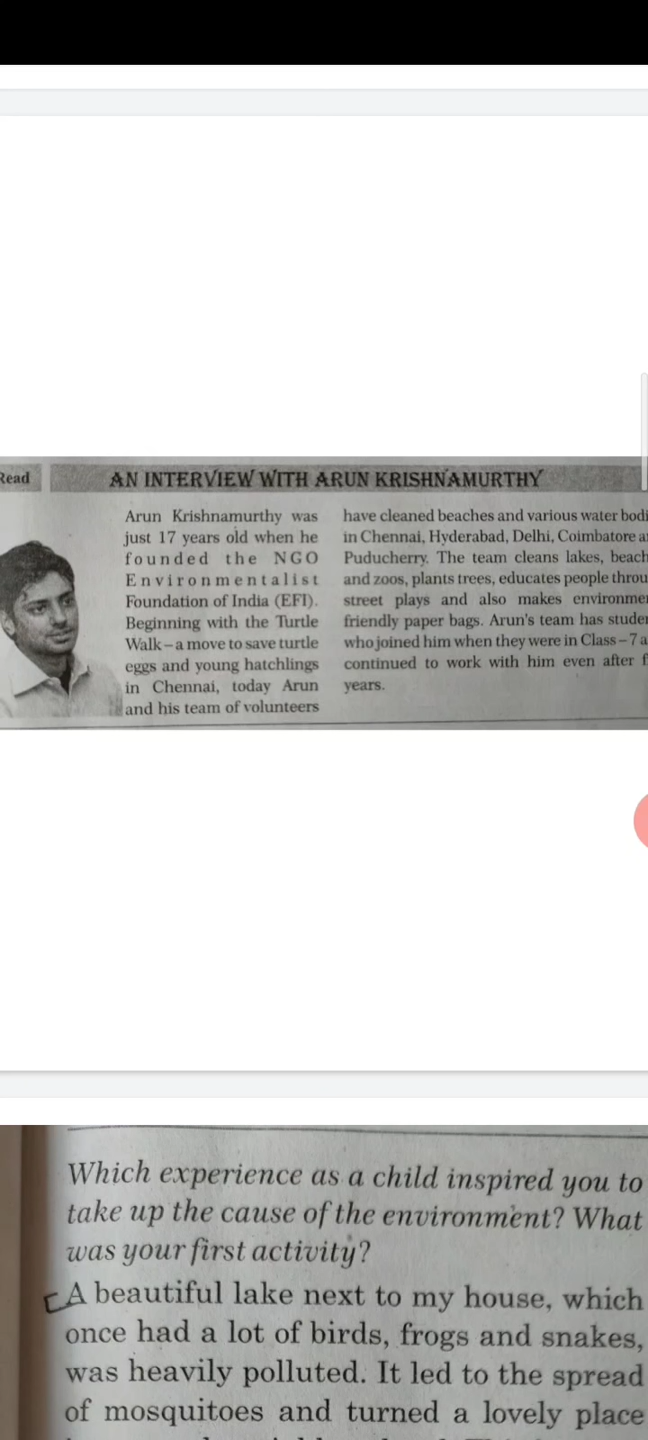 Read
AN INTERVIEW WITH ARUN KRISHNAMURTHY
Arun Krishnamurthy was
just 17 years old when he
founded the NGO
Environmentalist
Foundation of India (EFI).
Beginning with the Turtle
Walk–a move to save turtle
eggs and young hatchlings
in Chennai, today Arun
and his team of volunteers
have cleaned beaches and various water bodi
in Chennai, Hyderabad, Delhi, Coimbatore a
Puducherry. The team cleans lakes, beach
and zoos, plants trees, educates people throu
street plays and also makes environme
friendly paper bags. Arun's team has stude
who joined him when they were in Class–7 a
continued to work with him even after f
years.
Which experience as a child inspired you to
take up the cause of the environment? What
was your first activity?
A beautiful lake next to my house, which
once had a lot of birds, frogs and snakes,
was heavily polluted. It led to the spread
of mosquitoes and turned a lovely place